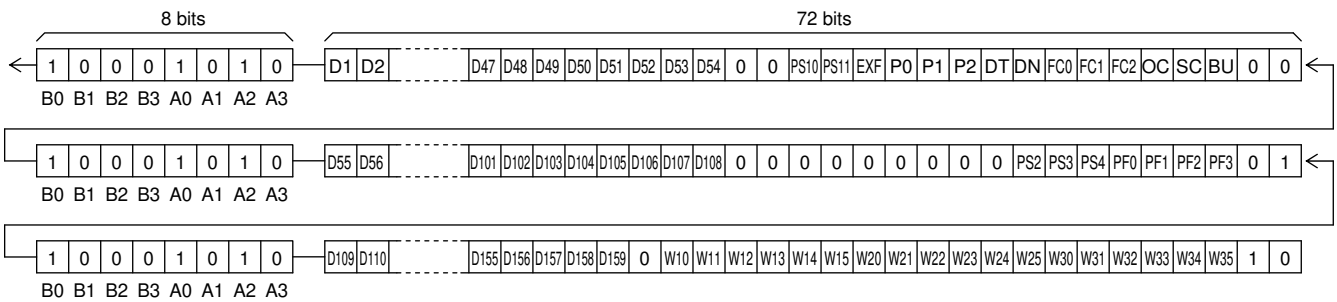 8 bits 72 bits
1 0 0 0 1 0 1 0 D1 D2 D47 D48 D49 D50 D51 D52 D53 D54 0 0 PS10 PS11 EXF P0 P1 P2 DT DN FC0 FC1 FC2 OC SC BU 0 0
B0 B1 B2 B3 A0 A1 A2 A3
1 0 0 0 1 0 1 0 D55 D56 D101 D102 D103 D104 D105 D106 D107 D108 0 0 0 0 0 0 0 0 0 PS2 PS3 PS4 PF0 PF1 PF2 PF3 0 1
B0 B1 B2 B3 A0 A1 A2 A3
1 0 0 0 1 0 1 0 D109 D110 D155 D156 D157 D158 D159 0 W10 W11 W12 W13 W14 W15 W20 W21 W22 W23 W24 W25 W30 W31 W32 W33 W34 W35 1 0
B0 B1 B2 B3 A0 A1 A2 A3